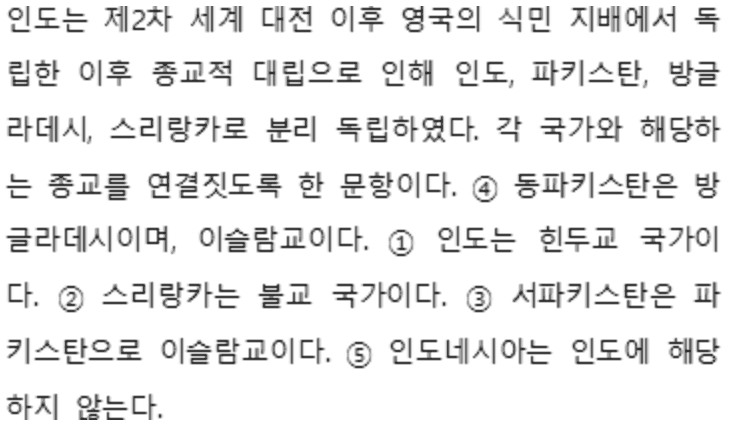 인도는 제2차 세계 대전 이후 영국의 식민 지배에서 독
립한 이후 종교적 대립으로 인해 인도, 파키스탄, 방글
라데시, 스리랑카로 분리 독립하였다. 각 국가와 해당하
는 종교를 연결짓도록 한 문항이다. ④ 동파키스탄은 방
글라데시이며, 이슬람교이다. ① 인도는 힌두교 국가이
다. ② 스리랑카는 불교 국가이다. ③ 서파키스탄은 파
키스탄으로 이슬람교이다. ⑤ 인도네시아는 인도에 해당
하지 않는다.